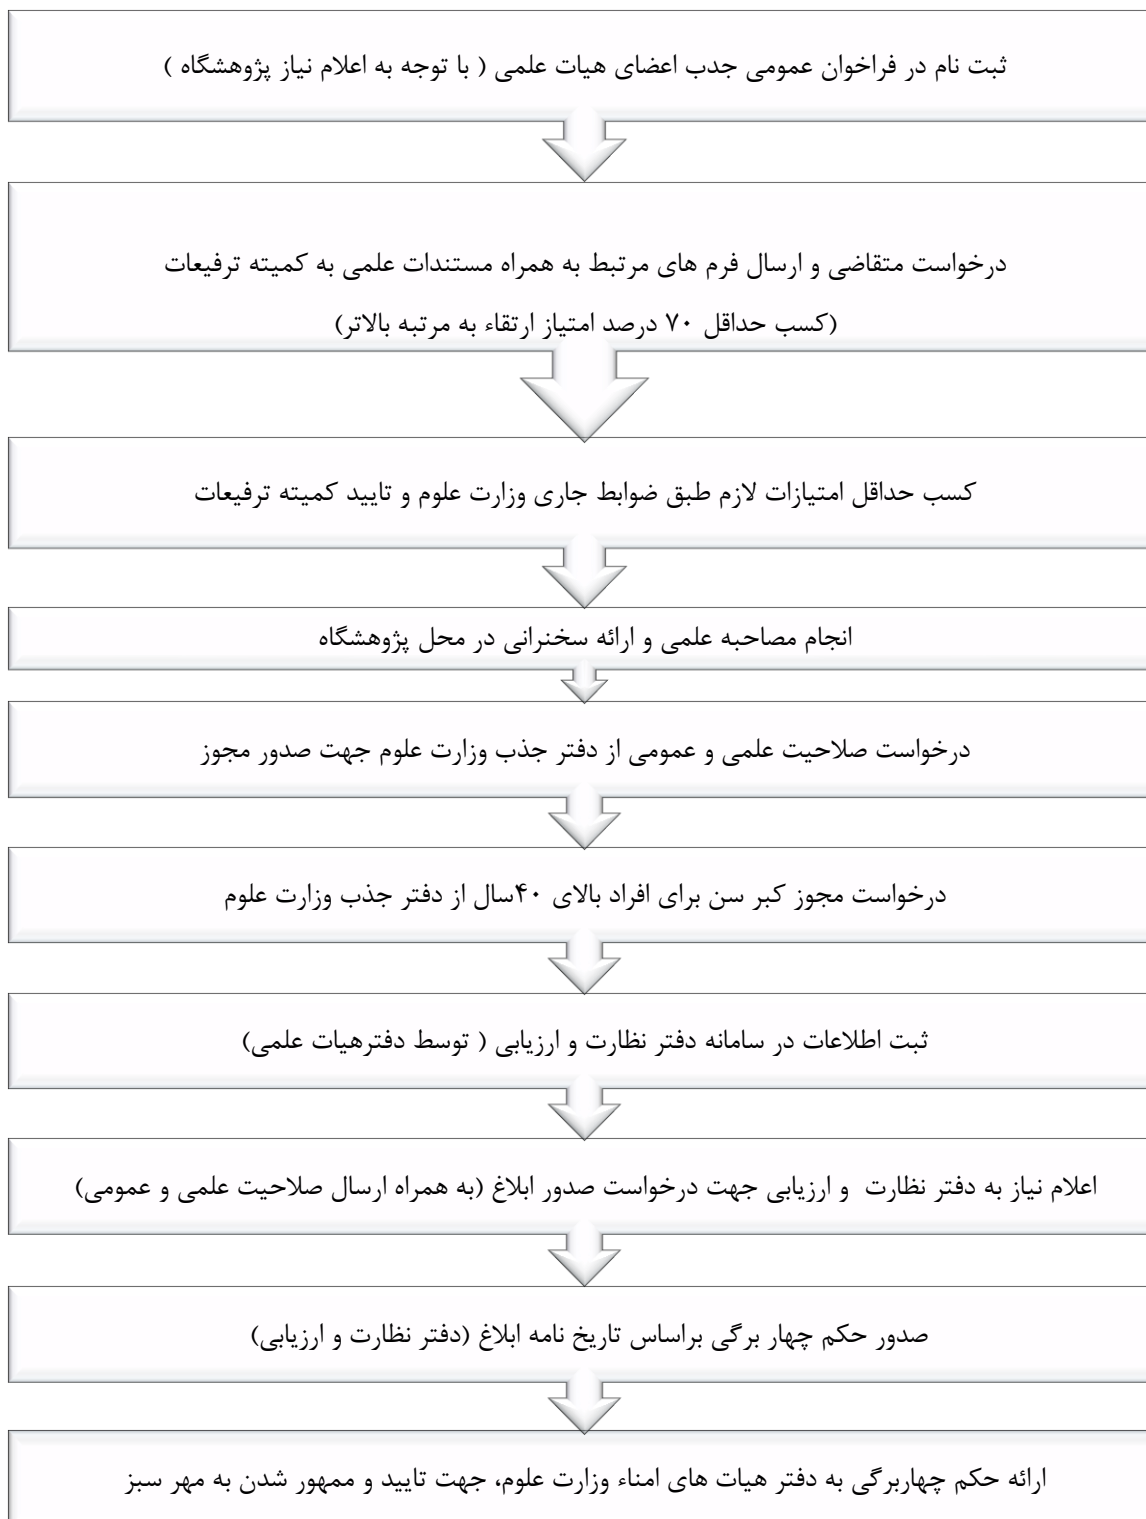 ثبت نام در فراخوان عمومی جدب اعضای هیات علمی ( با توجه به اعلام نیاز پژوهشگاه )
درخواست متقاضی و ارسال فرم های مرتبط به همراه مستندات علمی به کمیته ترفیعات
(کسب حداقل ۷۰ درصد امتیاز ارتقاء به مرتبه بالاتر)
کسب حداقل امتیازات لازم طبق ضوابط جاری وزارت علوم و تایید کمیته ترفیعات
انجام مصاحبه علمی و ارائه سخنرانی در محل پژوهشگاه
درخواست صلاحیت علمی و عمومی از دفتر جذب وزارت علوم جهت صدور مجوز
درخواست مجوز کبر سن برای افراد بالای ۴۰سال از دفتر جذب وزارت علوم
ثبت اطلاعات در سامانه دفتر نظارت و ارزیابی ( توسط دفترهیات علمی)
اعلام نیاز به دفتر نظارت و ارزیابی جهت درخواست صدور ابلاغ (به همراه ارسال صلاحیت علمی و عمومی)
صدور حکم چهار برگی براساس تاریخ نامه ابلاغ (دفتر نظارت و ارزیابی)
ارائه حکم چهاربرگی به دفتر هیات های امناء وزارت علوم، جهت تایید و ممهور شدن به مهر سبز